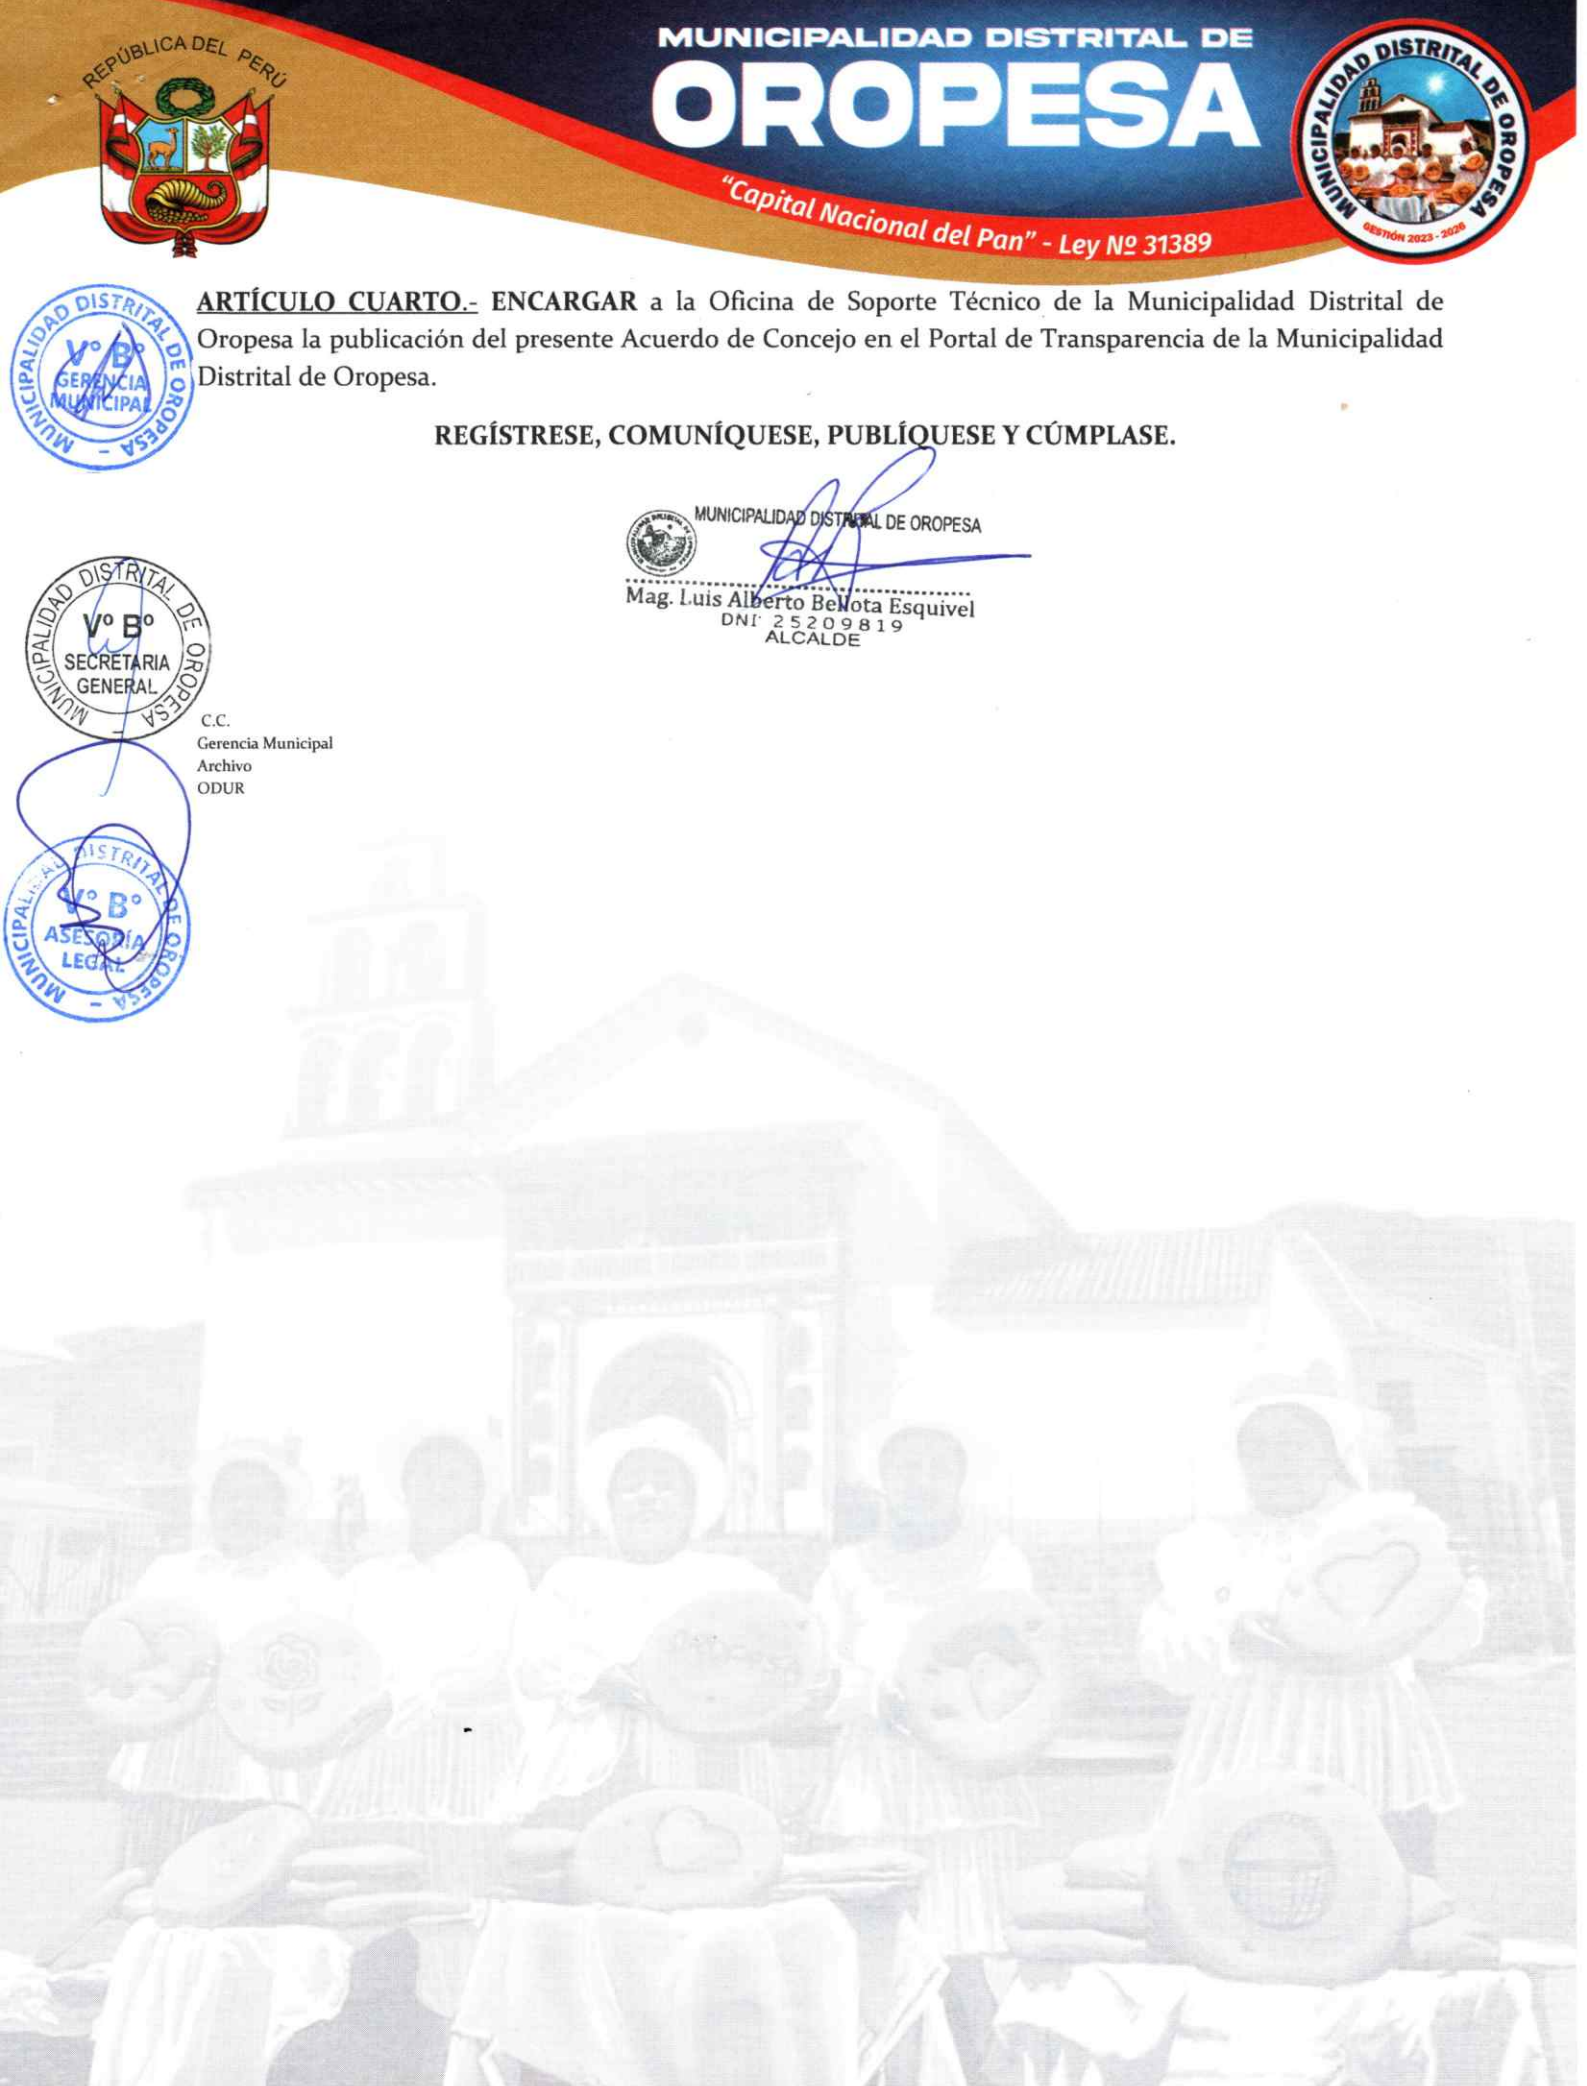 REPÚBLICA DEL PERÚ
MUNICIPALIDAD DISTRITAL DE
OROPESA
"Capital Nacional del Pan" - Ley Nº 31389
MUNICIPALIDAD DISTRITAL DE OROPESA
GESTIÓN 2023 - 2026
ARTÍCULO CUARTO.- ENCARGAR a la Oficina de Soporte Técnico de la Municipalidad Distrital de
Oropesa la publicación del presente Acuerdo de Concejo en el Portal de Transparencia de la Municipalidad
Distrital de Oropesa.
MUNICIPALIDAD DISTRITAL DE OROPESA -
Vº Bº
GERENCIA
MUNICIPAL
REGÍSTRESE, COMUNÍQUESE, PUBLÍQUESE Y CÚMPLASE.
MUNICIPALIDAD DISTRITAL DE OROPESA
Mag. Luis Alberto Bellota Esquivel
DNI: 25209819
ALCALDE
MUNICIPALIDAD DISTRITAL DE OROPESA -
Vº Bº
SECRETARIA
GENERAL
C.C.
Gerencia Municipal
Archivo
ODUR
MUNICIPALIDAD DISTRITAL DE OROPESA -
Vº Bº
ASESORÍA
LEGAL